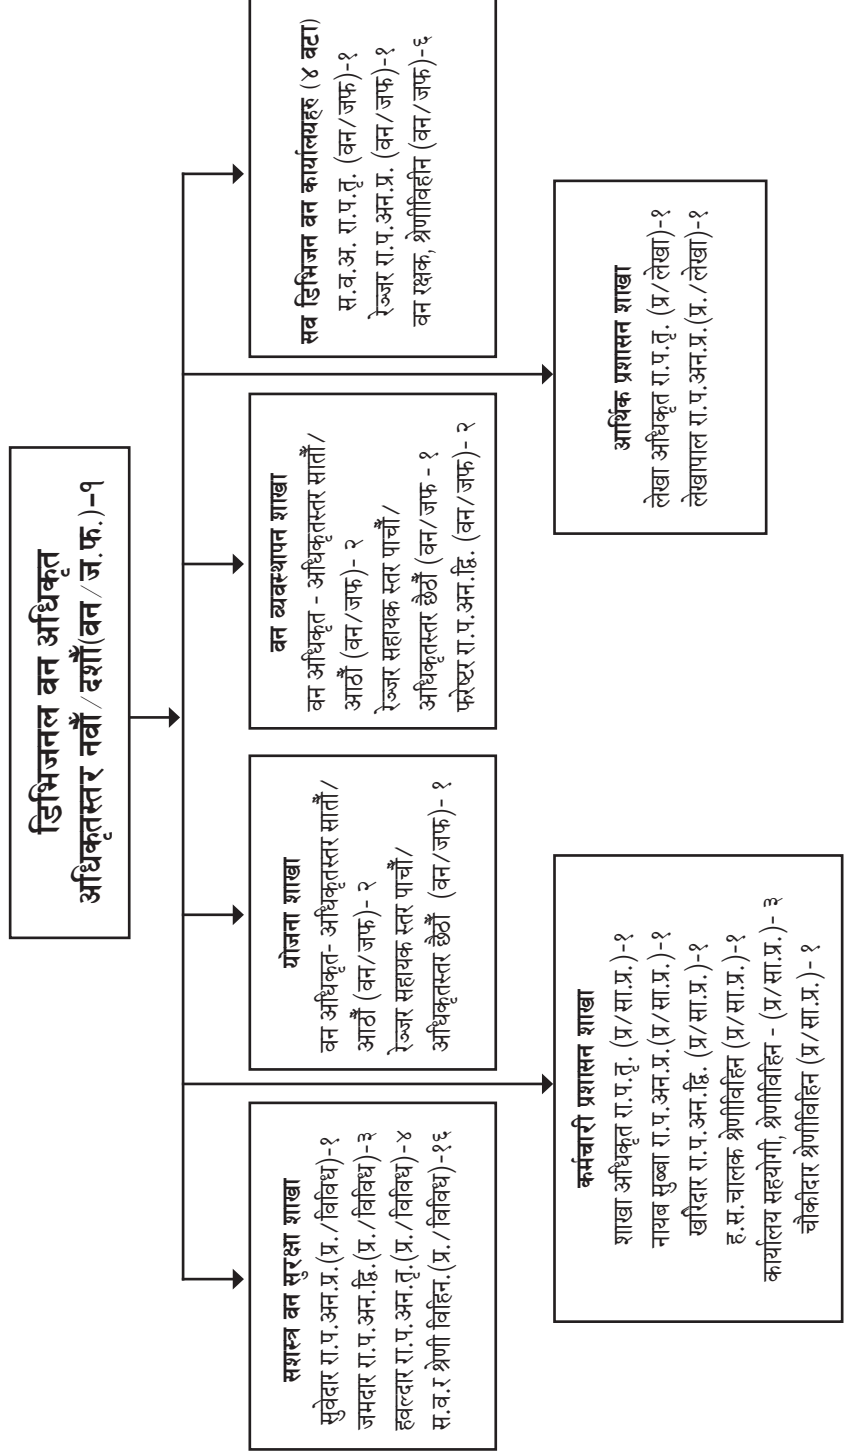 डिभिजनल वन अधिकृत
अधिकृतस्तर नवौं/दशौं(वन/ज.फ.)-१
सशस्त्र वन सुरक्षा शाखा
सुवेदार रा.प.अन.प्र.(प्र./विविध)-१
जमदार रा.प.अन.द्वि.(प्र./विविध)-३
हवल्दार रा.प.अन.तृ.(प्र./विविध)-४
स.व.र श्रेणी विहिन.(प्र./विविध)-१६
योजना शाखा
वन अधिकृत- अधिकृतस्तर सातौं/
आठौं (वन/जफ)- २
रेञ्जर सहायक स्तर पाचौं/
अधिकृतस्तर छैठौं (वन/जफ)- १
वन व्यबस्थापन शाखा
वन अधिकृत - अधिकृतस्तर सातौं/
आठौं (वन/जफ)- २
रेञ्जर सहायक स्तर पाचौं/
अधिकृतस्तर छैठौं (वन/जफ - १
फरेष्टर रा.प.अन.द्वि. (वन/जफ)- २
सब डिभिजन बन कार्यालयहरु (४ बटा)
स.व.अ. रा.प.तृ. (वन/जफ)-१
रेञ्जर रा.प.अन.प्र. (वन/जफ)-१
वन रक्षक, श्रेणीविहीन (वन/जफ)-६
कर्मचारी प्रशासन शाखा
शाखा अधिकृत रा.प.तृ. (प्र/सा.प्र.)-१
नायब सुब्बा रा.प.अन.प्र.(प्र/सा.प्र.)-१
खरिदार रा.प.अन.द्वि. (प्र/सा.प्र.)-१
ह.स.चालक श्रेणीविहिन (प्र/सा.प्र.)-१
कार्यालय सहयोगी, श्रेणीविहिन - (प्र/सा.प्र.)- ३
चौकीदार श्रेणीविहिन (प्र/सा.प्र.)- १
आर्थिक प्रशासन शाखा
लेखा अधिकृत रा.प.तृ. (प्र/लेखा)-१
लेखापाल रा.प.अन.प्र.(प्र./लेखा)-१